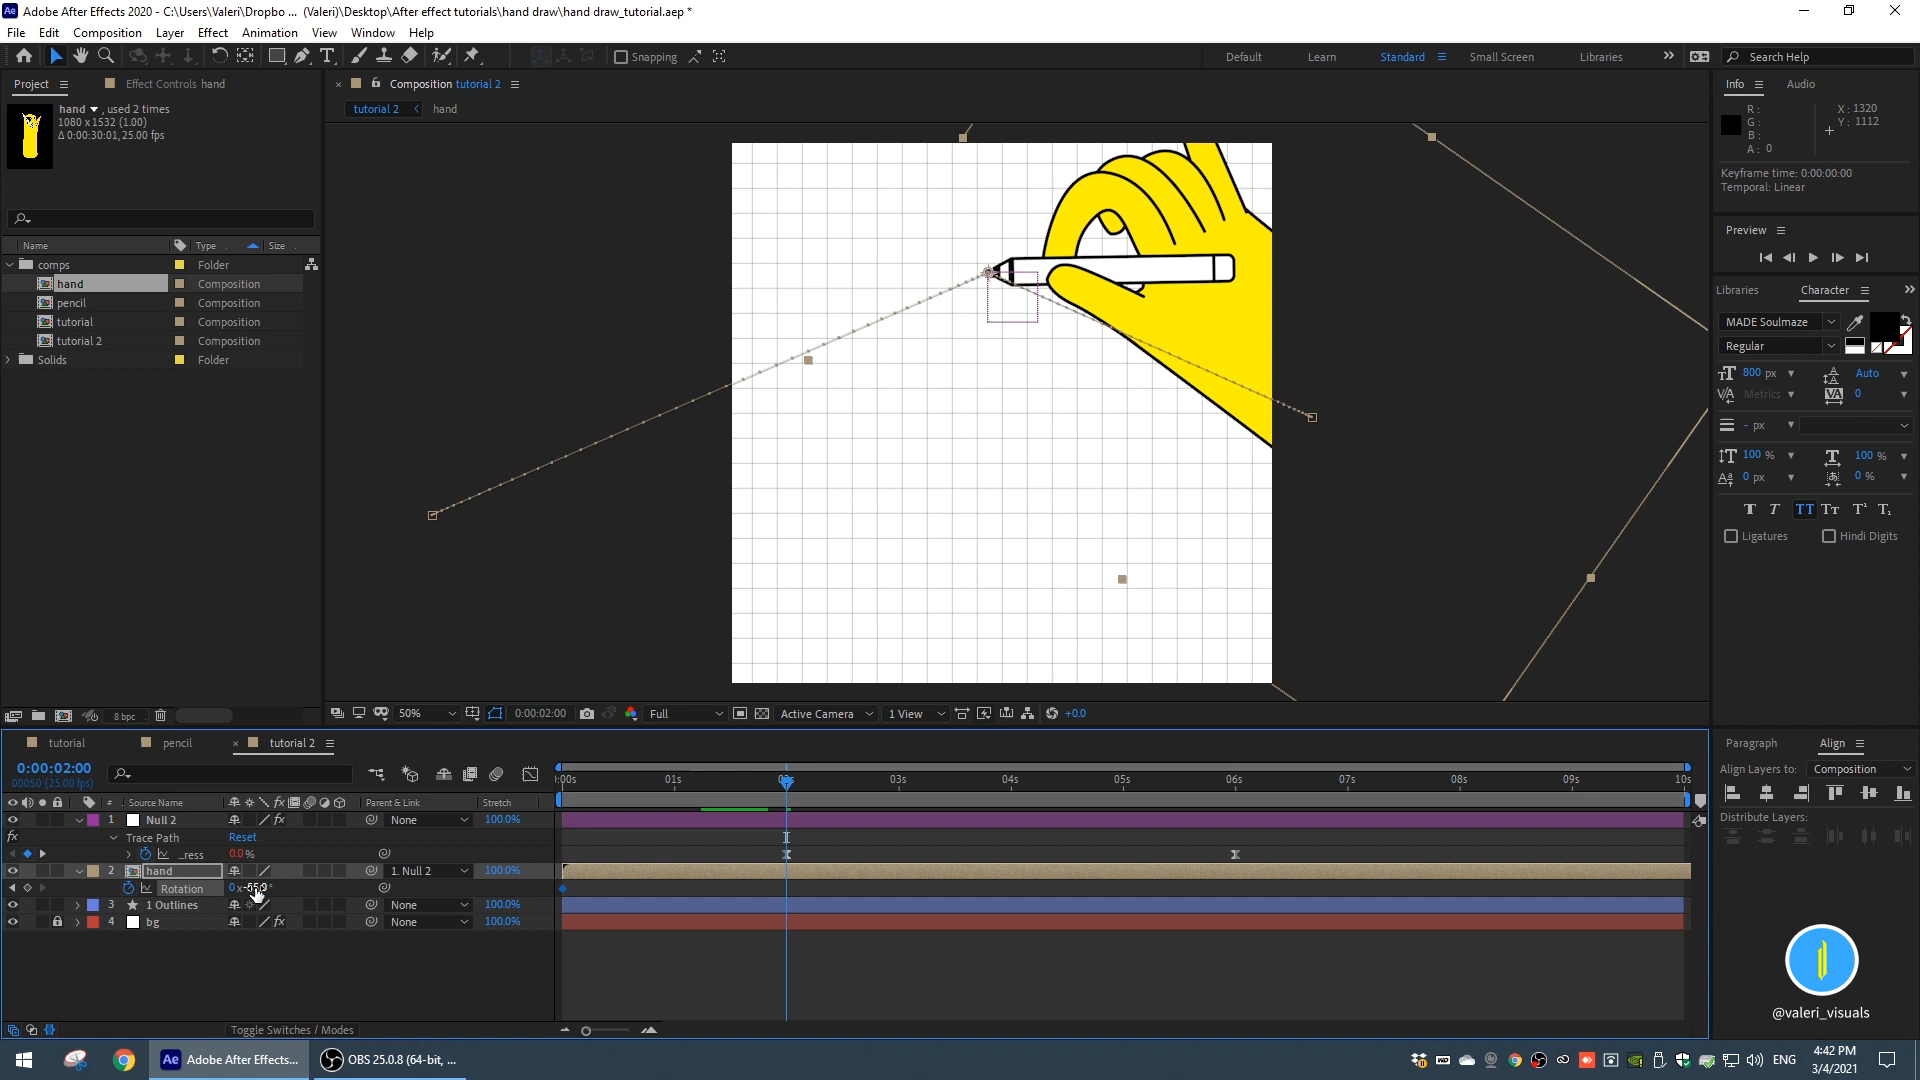 Adobe After Effects 2020 - C:\Users\Valeri\Dropbo ... (Valeri)\Desktop\After effect tutorials\hand draw\hand draw_tutorial.aep *
File Edit Composition Layer Effect Animation View Window Help
Snapping
Default Learn Standard Small Screen Libraries
Search Help
Project
Effect Controls hand
Composition tutorial 2
Info Audio
hand , used 2 times
1080 x 1532 (1.00)
Δ 0:00:30:01, 25.00 fps
tutorial 2 hand
R:
G:
B:
A: 0
X: 1320
Y: 1112
Keyframe time: 0:00:00:00
Temporal: Linear
Preview
Name Type Size
comps Folder
hand Composition
pencil Composition
tutorial Composition
tutorial 2 Composition
Solids Folder
Libraries Character
MADE Soulmaze
Regular
800 px Auto
Metrics 0
- px
100 % 100 %
0 px 0 %
T T TT Tт T¹ T₁
Ligatures Hindi Digits
8 bpc
50% 0:00:02:00 Full Active Camera 1 View +0.0
tutorial pencil tutorial 2
Paragraph Align
0:00:02:00
00050 (25.00 fps)
Align Layers to: Composition
Distribute Layers:
:00s 01s 03s 04s 05s 06s 07s 08s 09s 10s
# Source Name Parent & Link Stretch
1 Null 2 None 100.0%
Trace Path Reset
_ress 0.0%
2 hand 1. Null 2 100.0%
Rotation
3 1 Outlines None 100.0%
4 bg None 100.0%
Toggle Switches / Modes
@valeri_visuals
Adobe After Effects...
OBS 25.0.8 (64-bit, ...
ENG
4:42 PM
3/4/2021